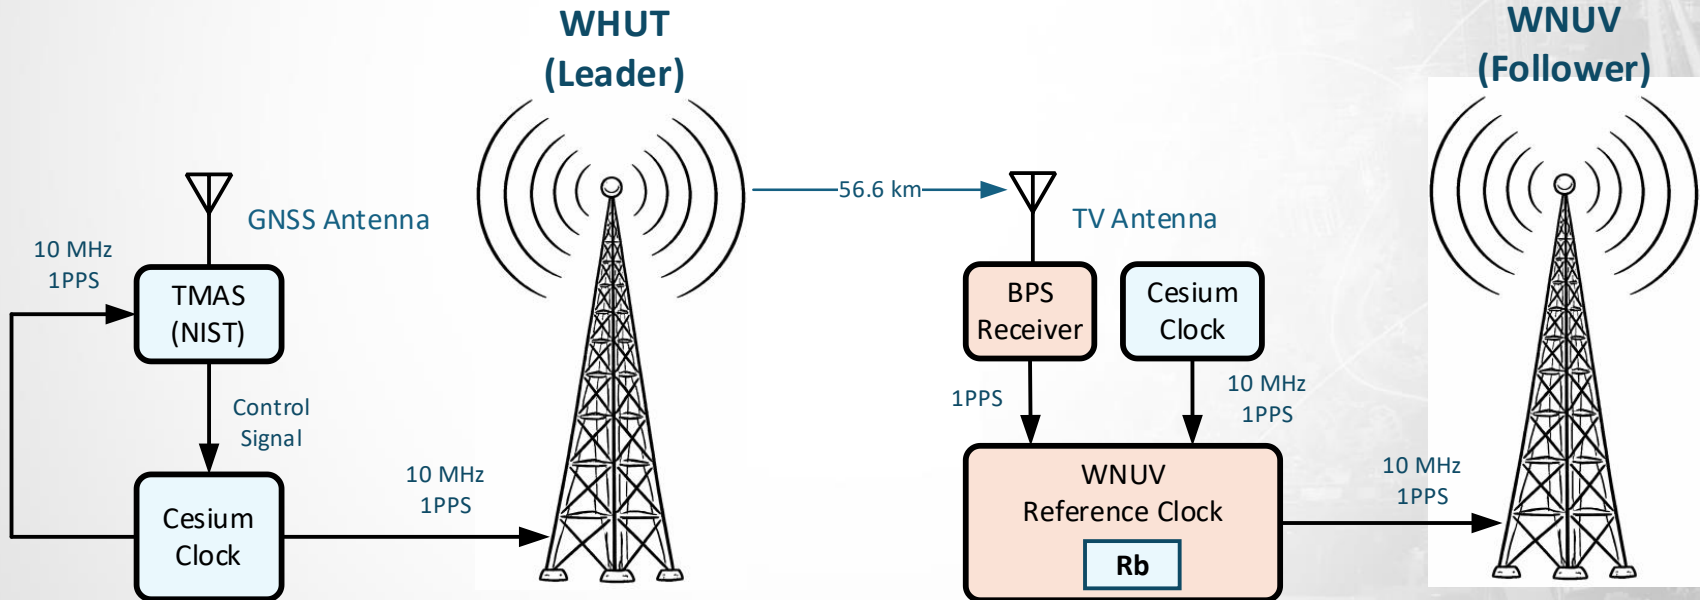 WHUT
(Leader)
WNUV
(Follower)
GNSS Antenna
56.6 km
TV Antenna
10 MHz
1PPS
TMAS
(NIST)
BPS
Receiver
Cesium
Clock
Control
Signal
1PPS
10 MHz
1PPS
10 MHz
1PPS
Cesium
Clock
WNUV
Reference Clock
Rb
10 MHz
1PPS